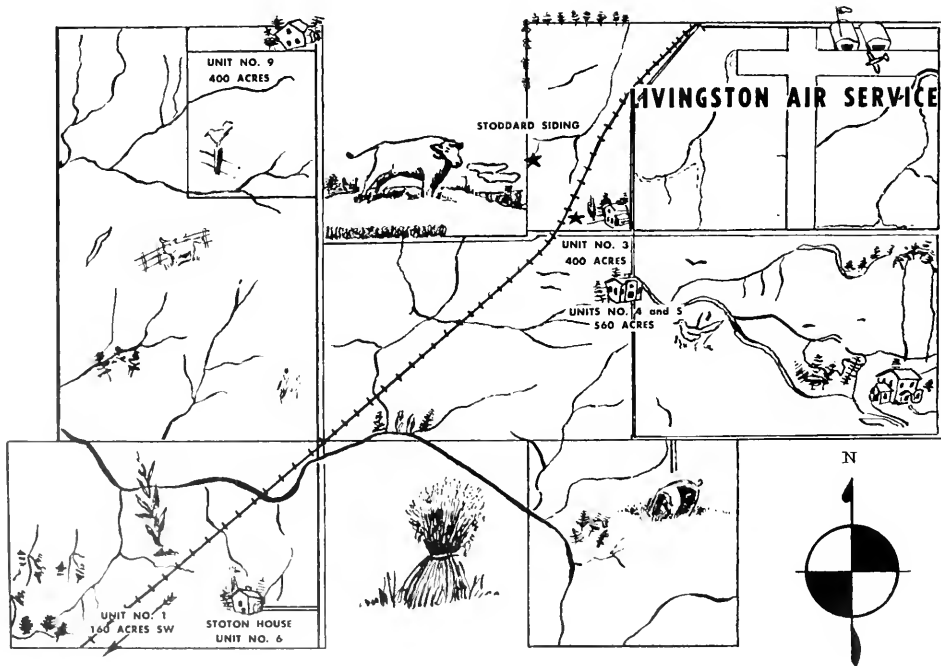 UNIT NO. 9
400 ACRES
LIVINGSTON AIR SERVICE
STODDARD SIDING
UNIT NO. 3
400 ACRES
UNITS NO. 4 and 5
560 ACRES
N
UNIT NO. 1
160 ACRES SW
STOTON HOUSE
UNIT NO. 6